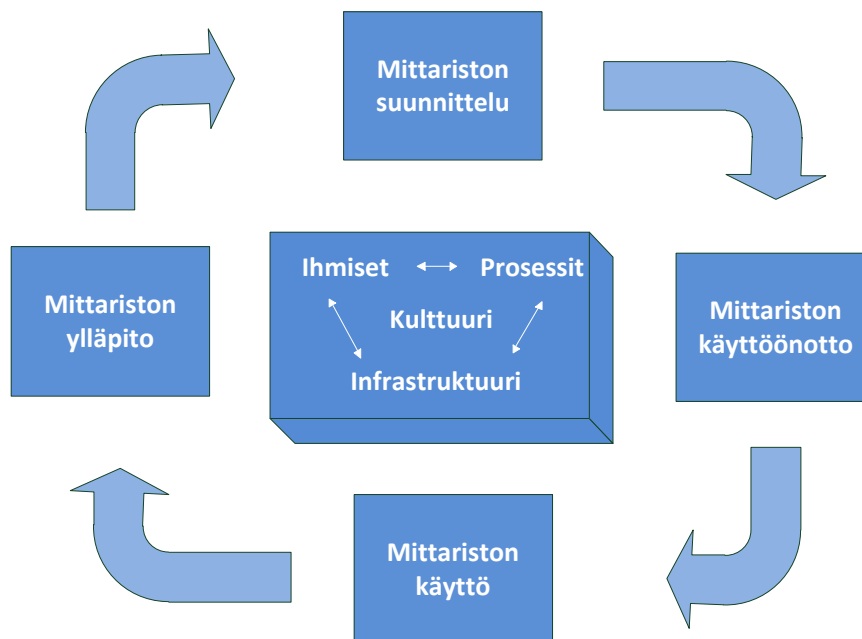 Mittariston
suunnittelu
Ihmiset
Prosessit
Kulttuuri
Infrastruktuuri
Mittariston
ylläpito
Mittariston
käyttöönotto
Mittariston
käyttö